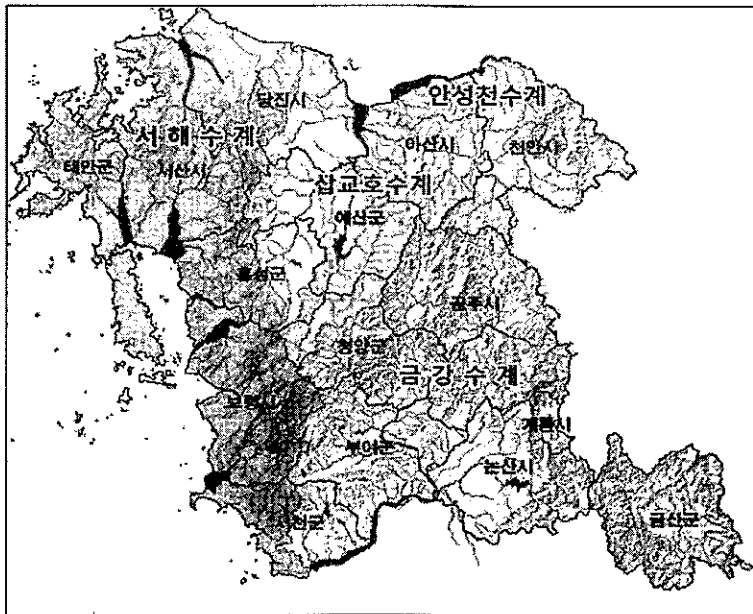 안성천수계
당진시
서해수계
아산시
천안시
태안군
서산시
삽교호수계
예산군
홍성군
공주시
청양군
금강수계
보령시
계룡시
부여군
논산시
서천군
금산군